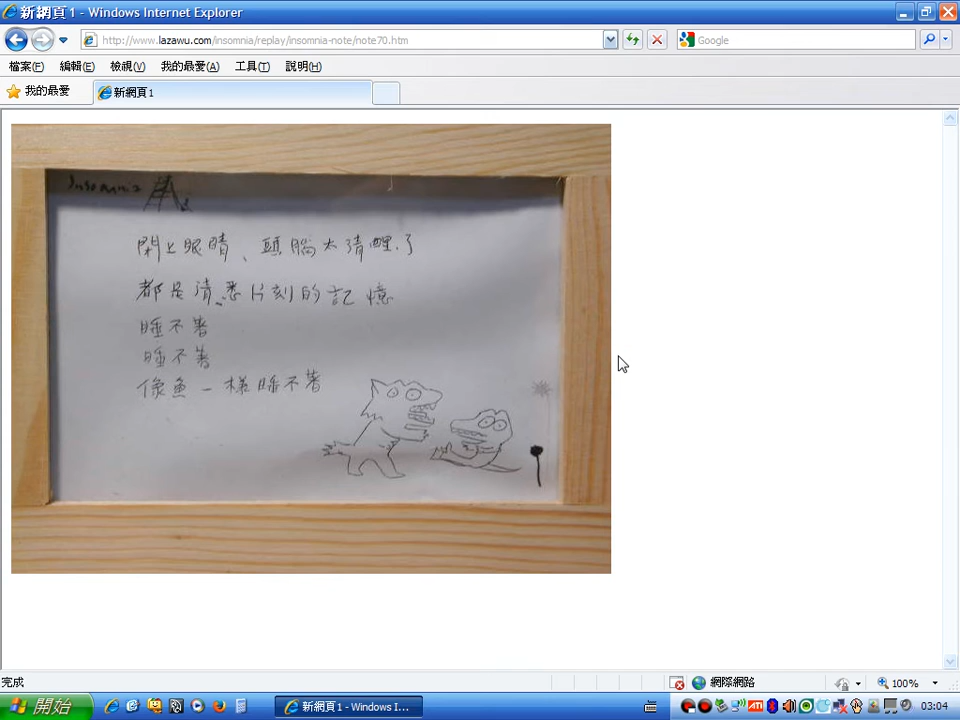 新網頁1 - Windows Internet Explorer
http://www.lazawu.com/insomnia/replay/insomnia-note/note70.htm
Google
檔案(F) 編輯(E) 檢視(V) 我的最愛(A) 工具(T) 說明(H)
我的最愛
新網頁1
Insomnia
閉上眼睛、頭腦太清醒了
都是清悉片刻的記憶
睡不著
睡不著
像魚一樣睡不著
完成
網際網路
100%
開始
新網頁1 - Windows I...
ATI
03:04